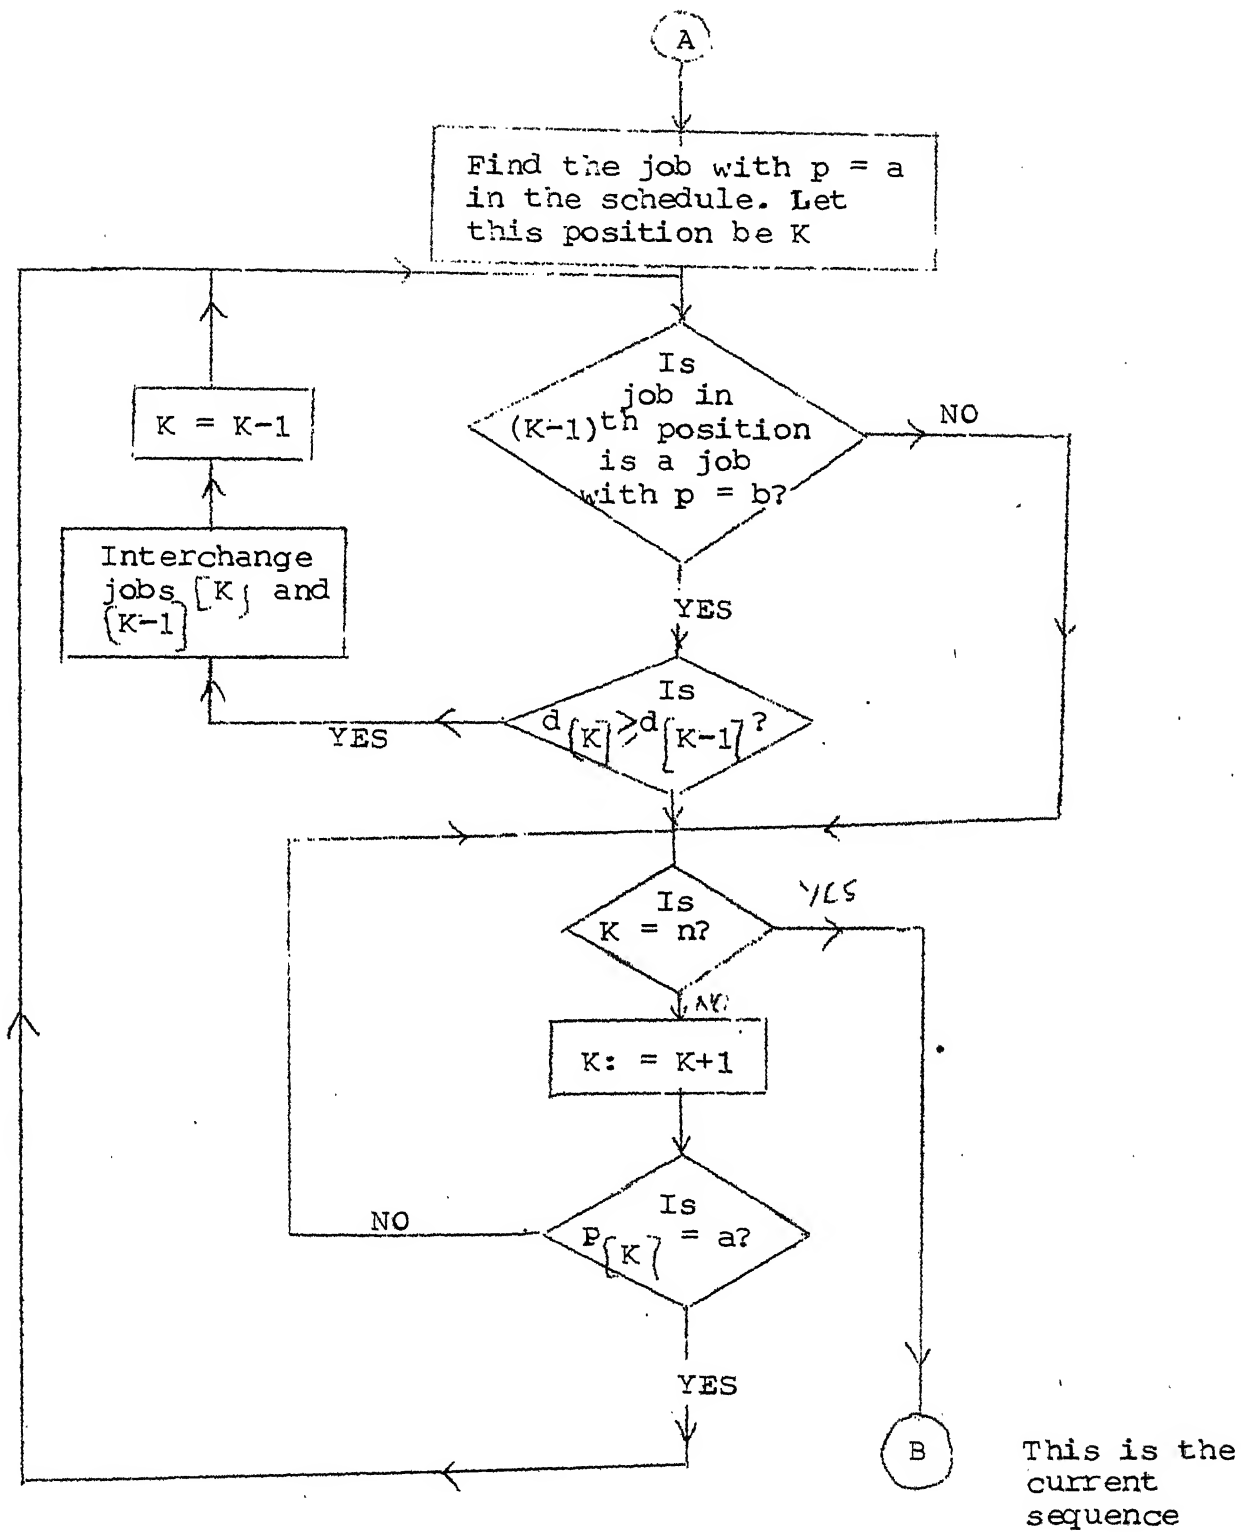 A
Find the job with p = a
in the schedule. Let
this position be K
Is
job in
(K-1)th position
is a job
with p = b?
NO
K = K-1
Interchange
jobs [K] and
[K-1]
YES
Is
d[K] ≥ d[K-1] ?
YES
Is
K = n?
YES
NO
K: = K+1
Is
P[K] = a?
NO
YES
B
This is the
current
sequence